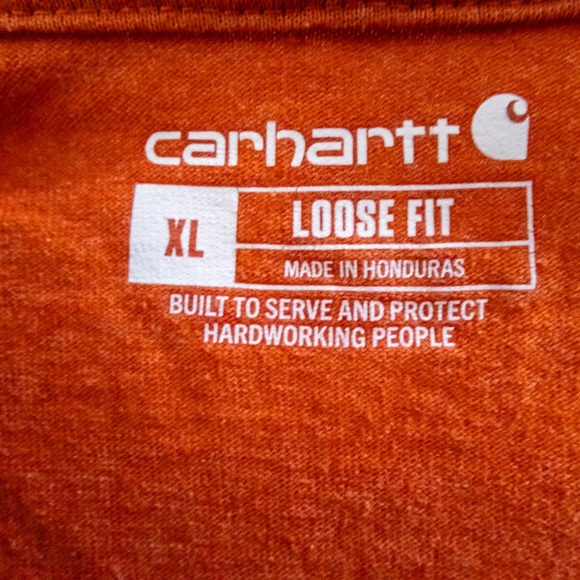 carhartt
XL
LOOSE FIT
MADE IN HONDURAS
BUILT TO SERVE AND PROTECT
HARDWORKING PEOPLE